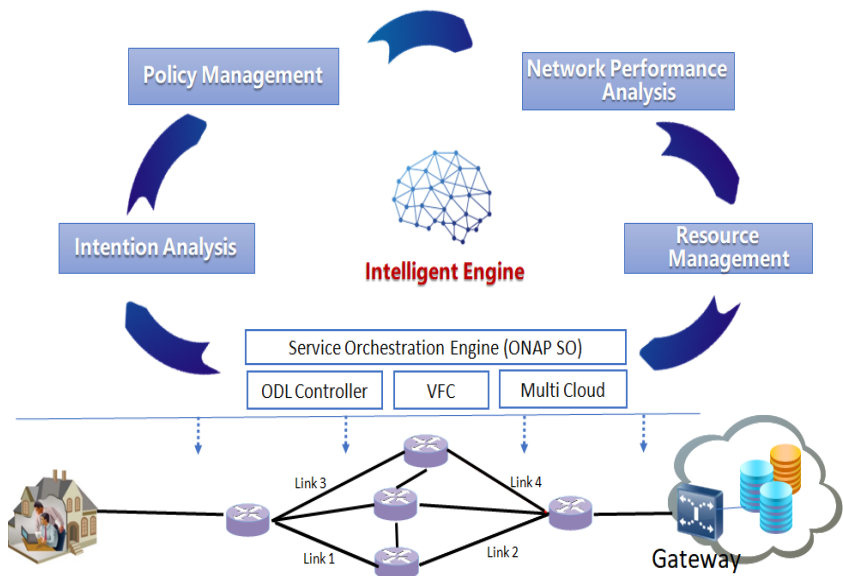 Policy Management
Network Performance
Analysis
Intention Analysis
Resource
Management
Intelligent Engine
Service Orchestration Engine (ONAP SO)
ODL Controller
VFC
Multi Cloud
Link 3
Link 4
Link 1
Link 2
Gateway